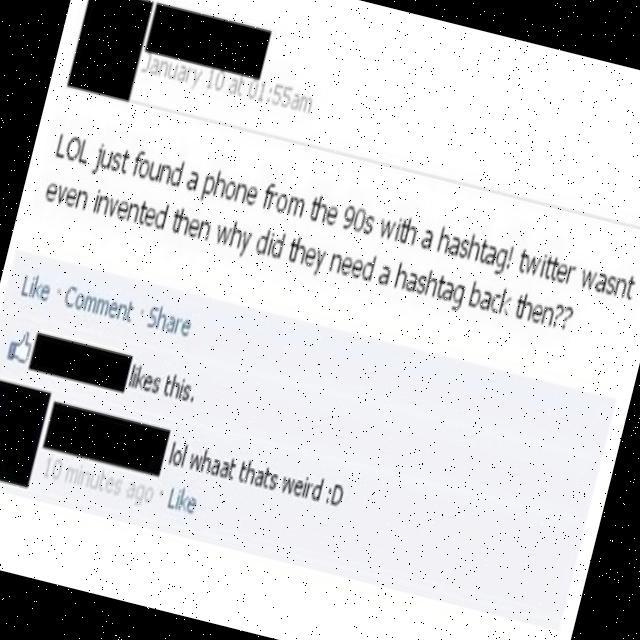 January 10 at 01:55am
LOL just found a phone from the 90s with a hashtag! twitter wasnt
even invented then why did they need a hashtag back then??
Like · Comment · Share
likes this.
lol whaat thats weird :D
10 minutes ago · Like